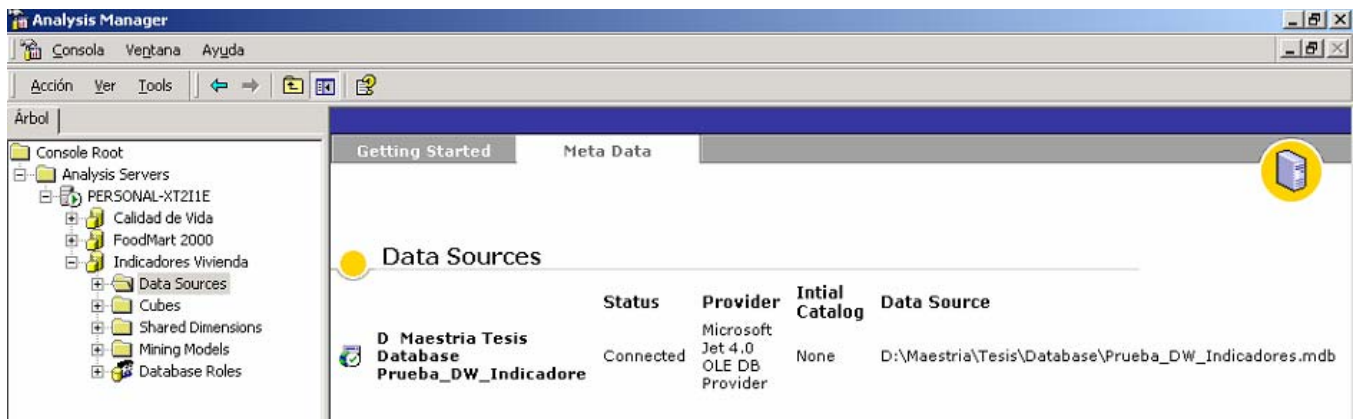 Analysis Manager
Consola Ventana Ayuda
Acción Ver Tools
Árbol
Console Root
Analysis Servers
PERSONAL-XT2I1E
Calidad de Vida
FoodMart 2000
Indicadores Vivienda
Data Sources
Cubes
Shared Dimensions
Mining Models
Database Roles
Getting Started Meta Data
Data Sources
Status Provider Intial Catalog Data Source
D Maestria Tesis
Database
Prueba_DW_Indicadore
Connected
Microsoft
Jet 4.0
OLE DB
Provider
None
D:\Maestria\Tesis\Database\Prueba_DW_Indicadores.mdb